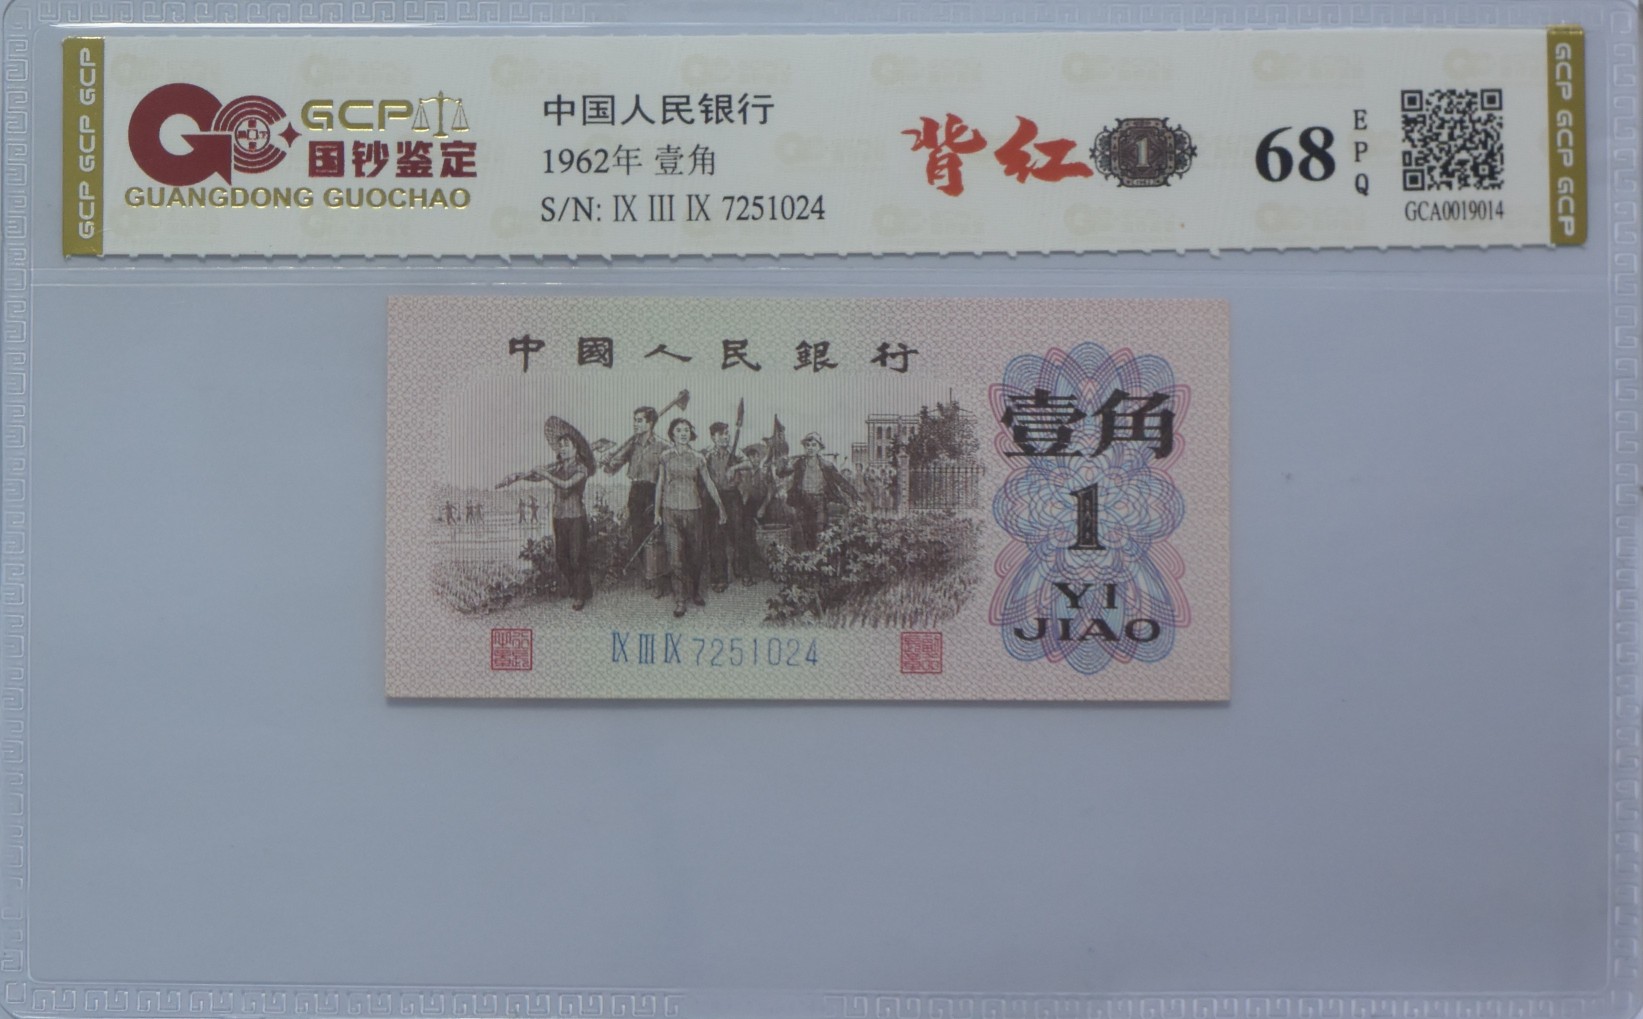 GCP GCP GCP
GCP
国钞鉴定
GUANGDONG GUOCHAO
中国人民银行
1962年 壹角
S/N: IX III IX 7251024
背红
1
68
EPQ
GCA0019014
GCP GCP GCP
中國人民銀行
壹角
1
YI
JIAO
IX III IX 7251024